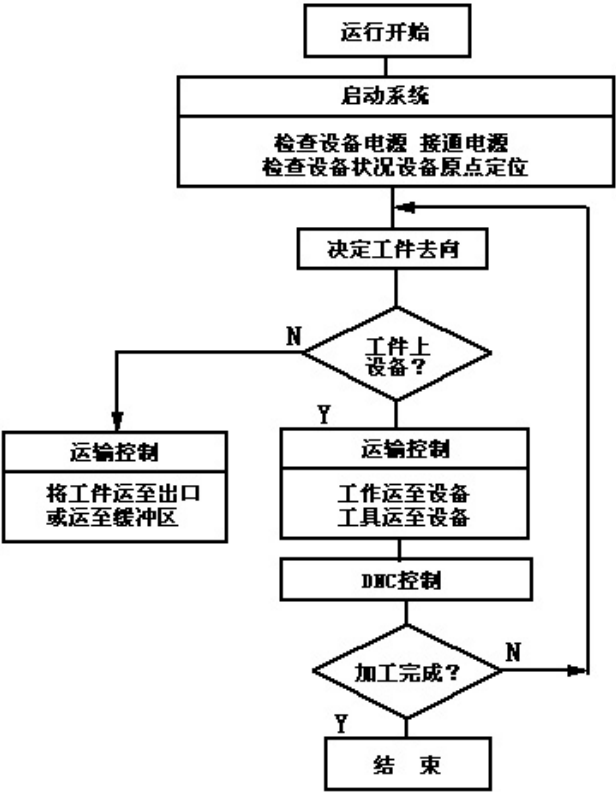 运行开始
启动系统
检查设备电源 接通电源
检查设备状况设备原点定位
决定工件去向
N
工件上
设备？
Y
运输控制
将工件运至出口
或运至缓冲区
运输控制
工作运至设备
工具运至设备
DNC控制
加工完成？
N
Y
结 束